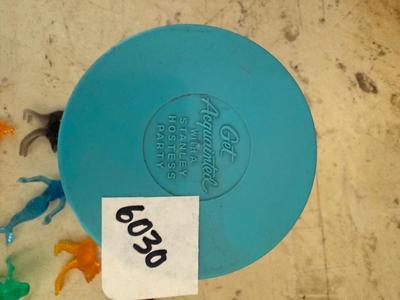 Get
Acquainted
WITH A
STANLEY
HOSTESS
PARTY
6030